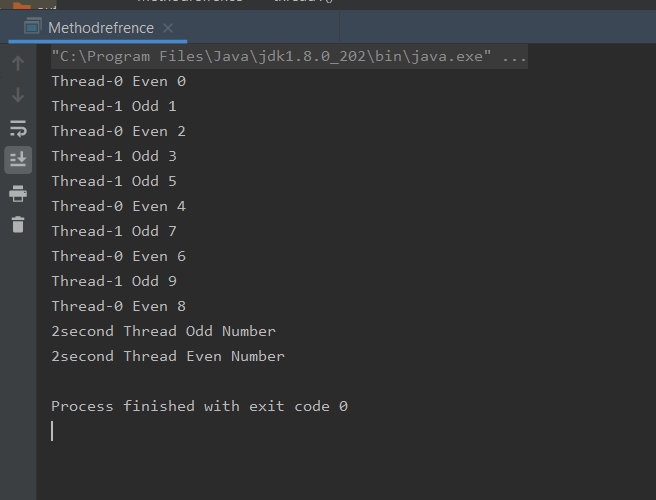 Methodrefrence
"C:\Program Files\Java\jdk1.8.0_202\bin\java.exe" ...
Thread-0 Even 0
Thread-1 Odd 1
Thread-0 Even 2
Thread-1 Odd 3
Thread-1 Odd 5
Thread-0 Even 4
Thread-1 Odd 7
Thread-0 Even 6
Thread-1 Odd 9
Thread-0 Even 8
2second Thread Odd Number
2second Thread Even Number
Process finished with exit code 0